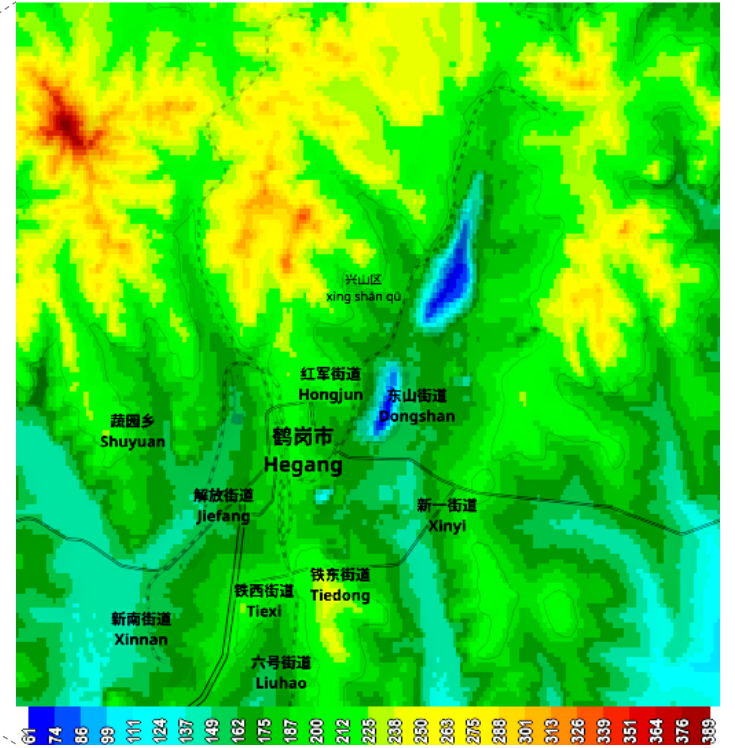 兴山区
xìng shān qū
红军街道
Hongjun
东山街道
Dongshan
蔬园乡
Shuyuan
鹤岗市
Hegang
解放街道
Jiefang
新一街道
Xinyi
铁东街道
Tiedong
铁西街道
Tiexi
新南街道
Xinnan
六号街道
Liuhao
61 74 86 99 111 124 137 149 162 175 187 200 212 225 238 250 263 275 288 301 313 326 339 351 364 376 389